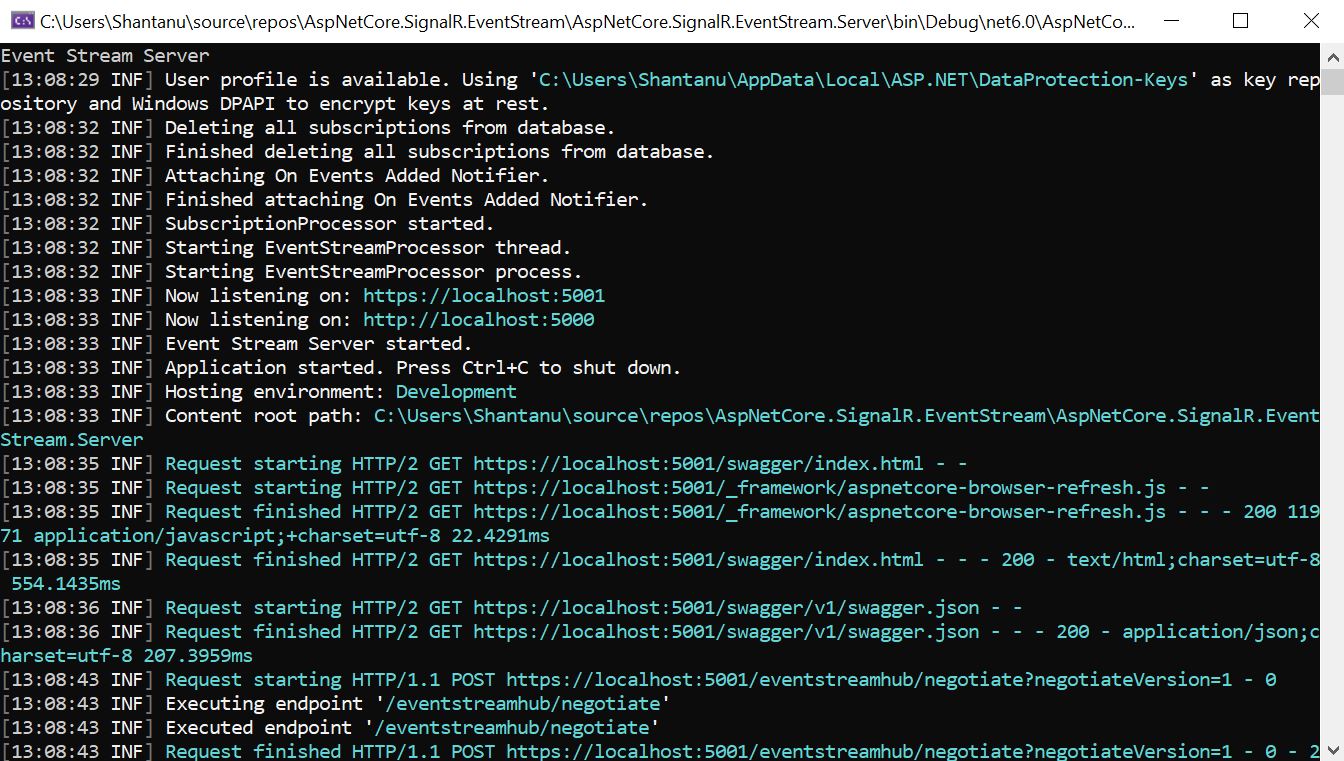 C:\Users\Shantanu\source\repos\AspNetCore.SignalR.EventStream\AspNetCore.SignalR.EventStream.Server\bin\Debug\net6.0\AspNetCo...
Event Stream Server
[13:08:29 INF] User profile is available. Using 'C:\Users\Shantanu\AppData\Local\ASP.NET\DataProtection-Keys' as key rep
ository and Windows DPAPI to encrypt keys at rest.
[13:08:32 INF] Deleting all subscriptions from database.
[13:08:32 INF] Finished deleting all subscriptions from database.
[13:08:32 INF] Attaching On Events Added Notifier.
[13:08:32 INF] Finished attaching On Events Added Notifier.
[13:08:32 INF] SubscriptionProcessor started.
[13:08:32 INF] Starting EventStreamProcessor thread.
[13:08:32 INF] Starting EventStreamProcessor process.
[13:08:33 INF] Now listening on: https://localhost:5001
[13:08:33 INF] Now listening on: http://localhost:5000
[13:08:33 INF] Event Stream Server started.
[13:08:33 INF] Application started. Press Ctrl+C to shut down.
[13:08:33 INF] Hosting environment: Development
[13:08:33 INF] Content root path: C:\Users\Shantanu\source\repos\AspNetCore.SignalR.EventStream\AspNetCore.SignalR.Event
Stream.Server
[13:08:35 INF] Request starting HTTP/2 GET https://localhost:5001/swagger/index.html - -
[13:08:35 INF] Request starting HTTP/2 GET https://localhost:5001/_framework/aspnetcore-browser-refresh.js - -
[13:08:35 INF] Request finished HTTP/2 GET https://localhost:5001/_framework/aspnetcore-browser-refresh.js - - - 200 119
71 application/javascript;+charset=utf-8 22.4291ms
[13:08:35 INF] Request finished HTTP/2 GET https://localhost:5001/swagger/index.html - - - 200 - text/html;charset=utf-8
 554.1435ms
[13:08:36 INF] Request starting HTTP/2 GET https://localhost:5001/swagger/v1/swagger.json - -
[13:08:36 INF] Request finished HTTP/2 GET https://localhost:5001/swagger/v1/swagger.json - - - 200 - application/json;c
harset=utf-8 207.3959ms
[13:08:43 INF] Request starting HTTP/1.1 POST https://localhost:5001/eventstreamhub/negotiate?negotiateVersion=1 - 0
[13:08:43 INF] Executing endpoint '/eventstreamhub/negotiate'
[13:08:43 INF] Executed endpoint '/eventstreamhub/negotiate'
[13:08:43 INF] Request finished HTTP/1.1 POST https://localhost:5001/eventstreamhub/negotiate?negotiateVersion=1 - 0 - 2